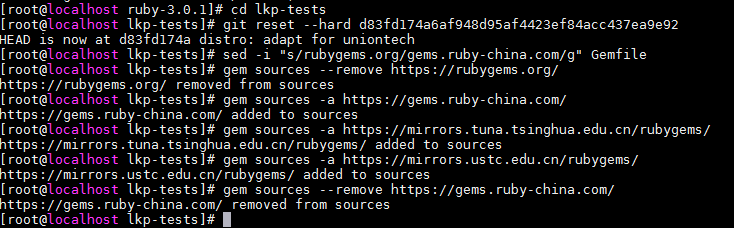 [root@localhost ruby-3.0.1]# cd lkp-tests
[root@localhost lkp-tests]# git reset --hard d83fd174a6af948d95af4423ef84acc437ea9e92
HEAD is now at d83fd174a distro: adapt for uniontech
[root@localhost lkp-tests]# sed -i "s/rubygems.org/gems.ruby-china.com/g" Gemfile
[root@localhost lkp-tests]# gem sources --remove https://rubygems.org/
https://rubygems.org/ removed from sources
[root@localhost lkp-tests]# gem sources -a https://gems.ruby-china.com/
https://gems.ruby-china.com/ added to sources
[root@localhost lkp-tests]# gem sources -a https://mirrors.tuna.tsinghua.edu.cn/rubygems/
https://mirrors.tuna.tsinghua.edu.cn/rubygems/ added to sources
[root@localhost lkp-tests]# gem sources -a https://mirrors.ustc.edu.cn/rubygems/
https://mirrors.ustc.edu.cn/rubygems/ added to sources
[root@localhost lkp-tests]# gem sources --remove https://gems.ruby-china.com/
https://gems.ruby-china.com/ removed from sources
[root@localhost lkp-tests]#